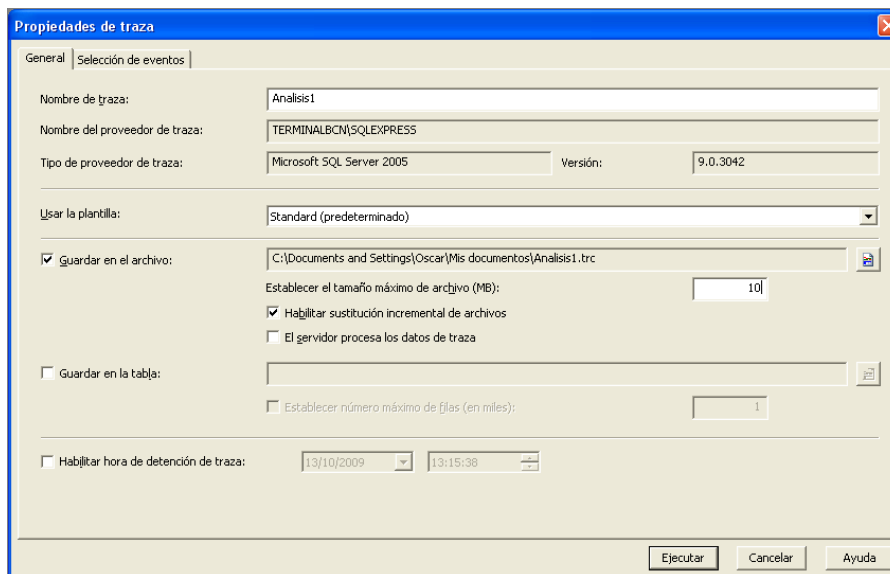 Propiedades de traza
General Selección de eventos
Nombre de traza: Analisis1
Nombre del proveedor de traza: TERMINALBCN\SQLEXPRESS
Tipo de proveedor de traza: Microsoft SQL Server 2005 Versión: 9.0.3042
Usar la plantilla: Standard (predeterminado)
Guardar en el archivo: C:\Documents and Settings\Oscar\Mis documentos\Analisis1.trc
Establecer el tamaño máximo de archivo (MB): 10
Habilitar sustitución incremental de archivos
El servidor procesa los datos de traza
Guardar en la tabla:
Establecer número máximo de filas (en miles): 1
Habilitar hora de detención de traza: 13/10/2009 13:15:38
Ejecutar Cancelar Ayuda